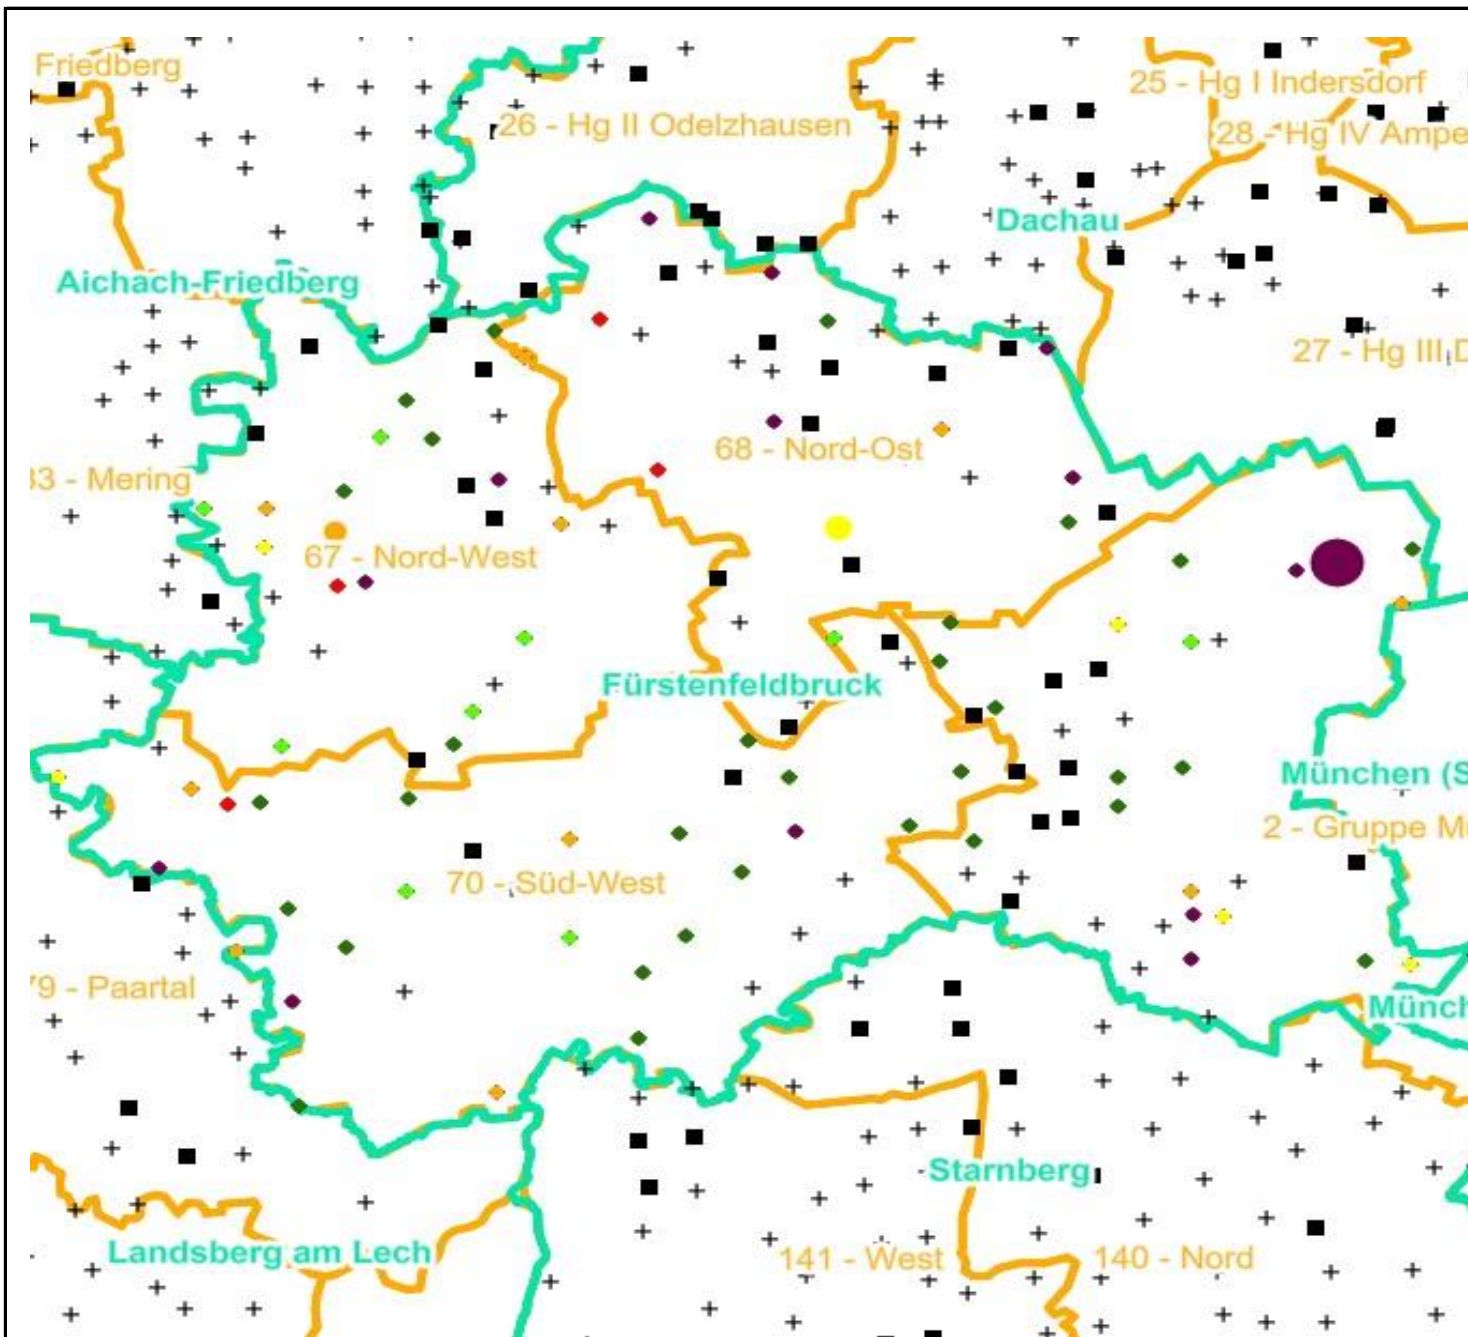 Friedberg
25 - Hg I Indersdorf
26 - Hg II Odelzhausen
28 - Hg IV Ampe
Dachau
Aichach-Friedberg
27 - Hg III D
68 - Nord-Ost
83 - Mering
67 - Nord-West
Fürstenfeldbruck
München (S
2 - Gruppe Mü
70 - Süd-West
79 - Paartal
Münch
Starnberg
Landsberg am Lech
141 - West
140 - Nord